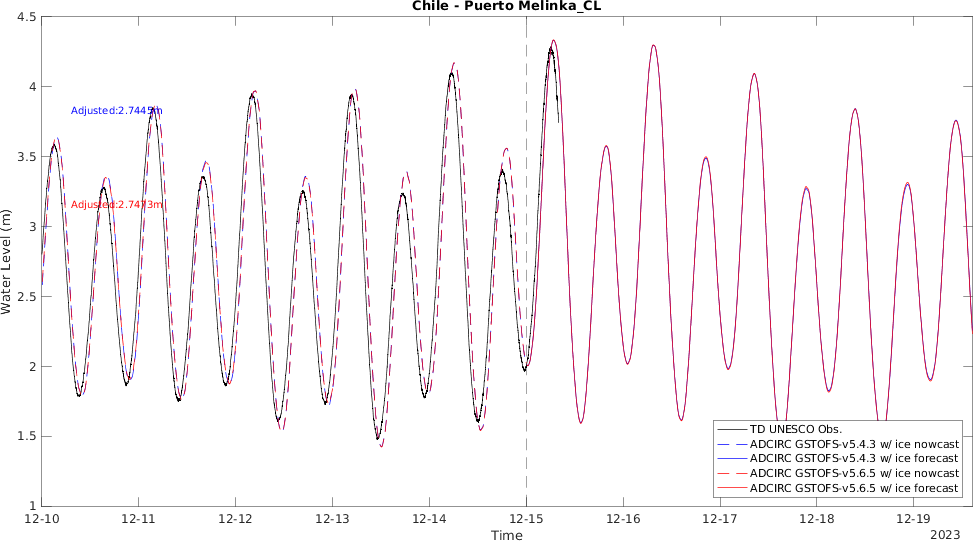 Chile - Puerto Melinka_CL
4.5
4
3.5
3
2.5
2
1.5
1
Water Level (m)
Adjusted:2.7445m
Adjusted:2.7473m
TD UNESCO Obs.
ADCIRC GSTOFS-v5.4.3 w/ ice nowcast
ADCIRC GSTOFS-v5.4.3 w/ ice forecast
ADCIRC GSTOFS-v5.6.5 w/ ice nowcast
ADCIRC GSTOFS-v5.6.5 w/ ice forecast
12-10 12-11 12-12 12-13 12-14 12-15 12-16 12-17 12-18 12-19
Time
2023